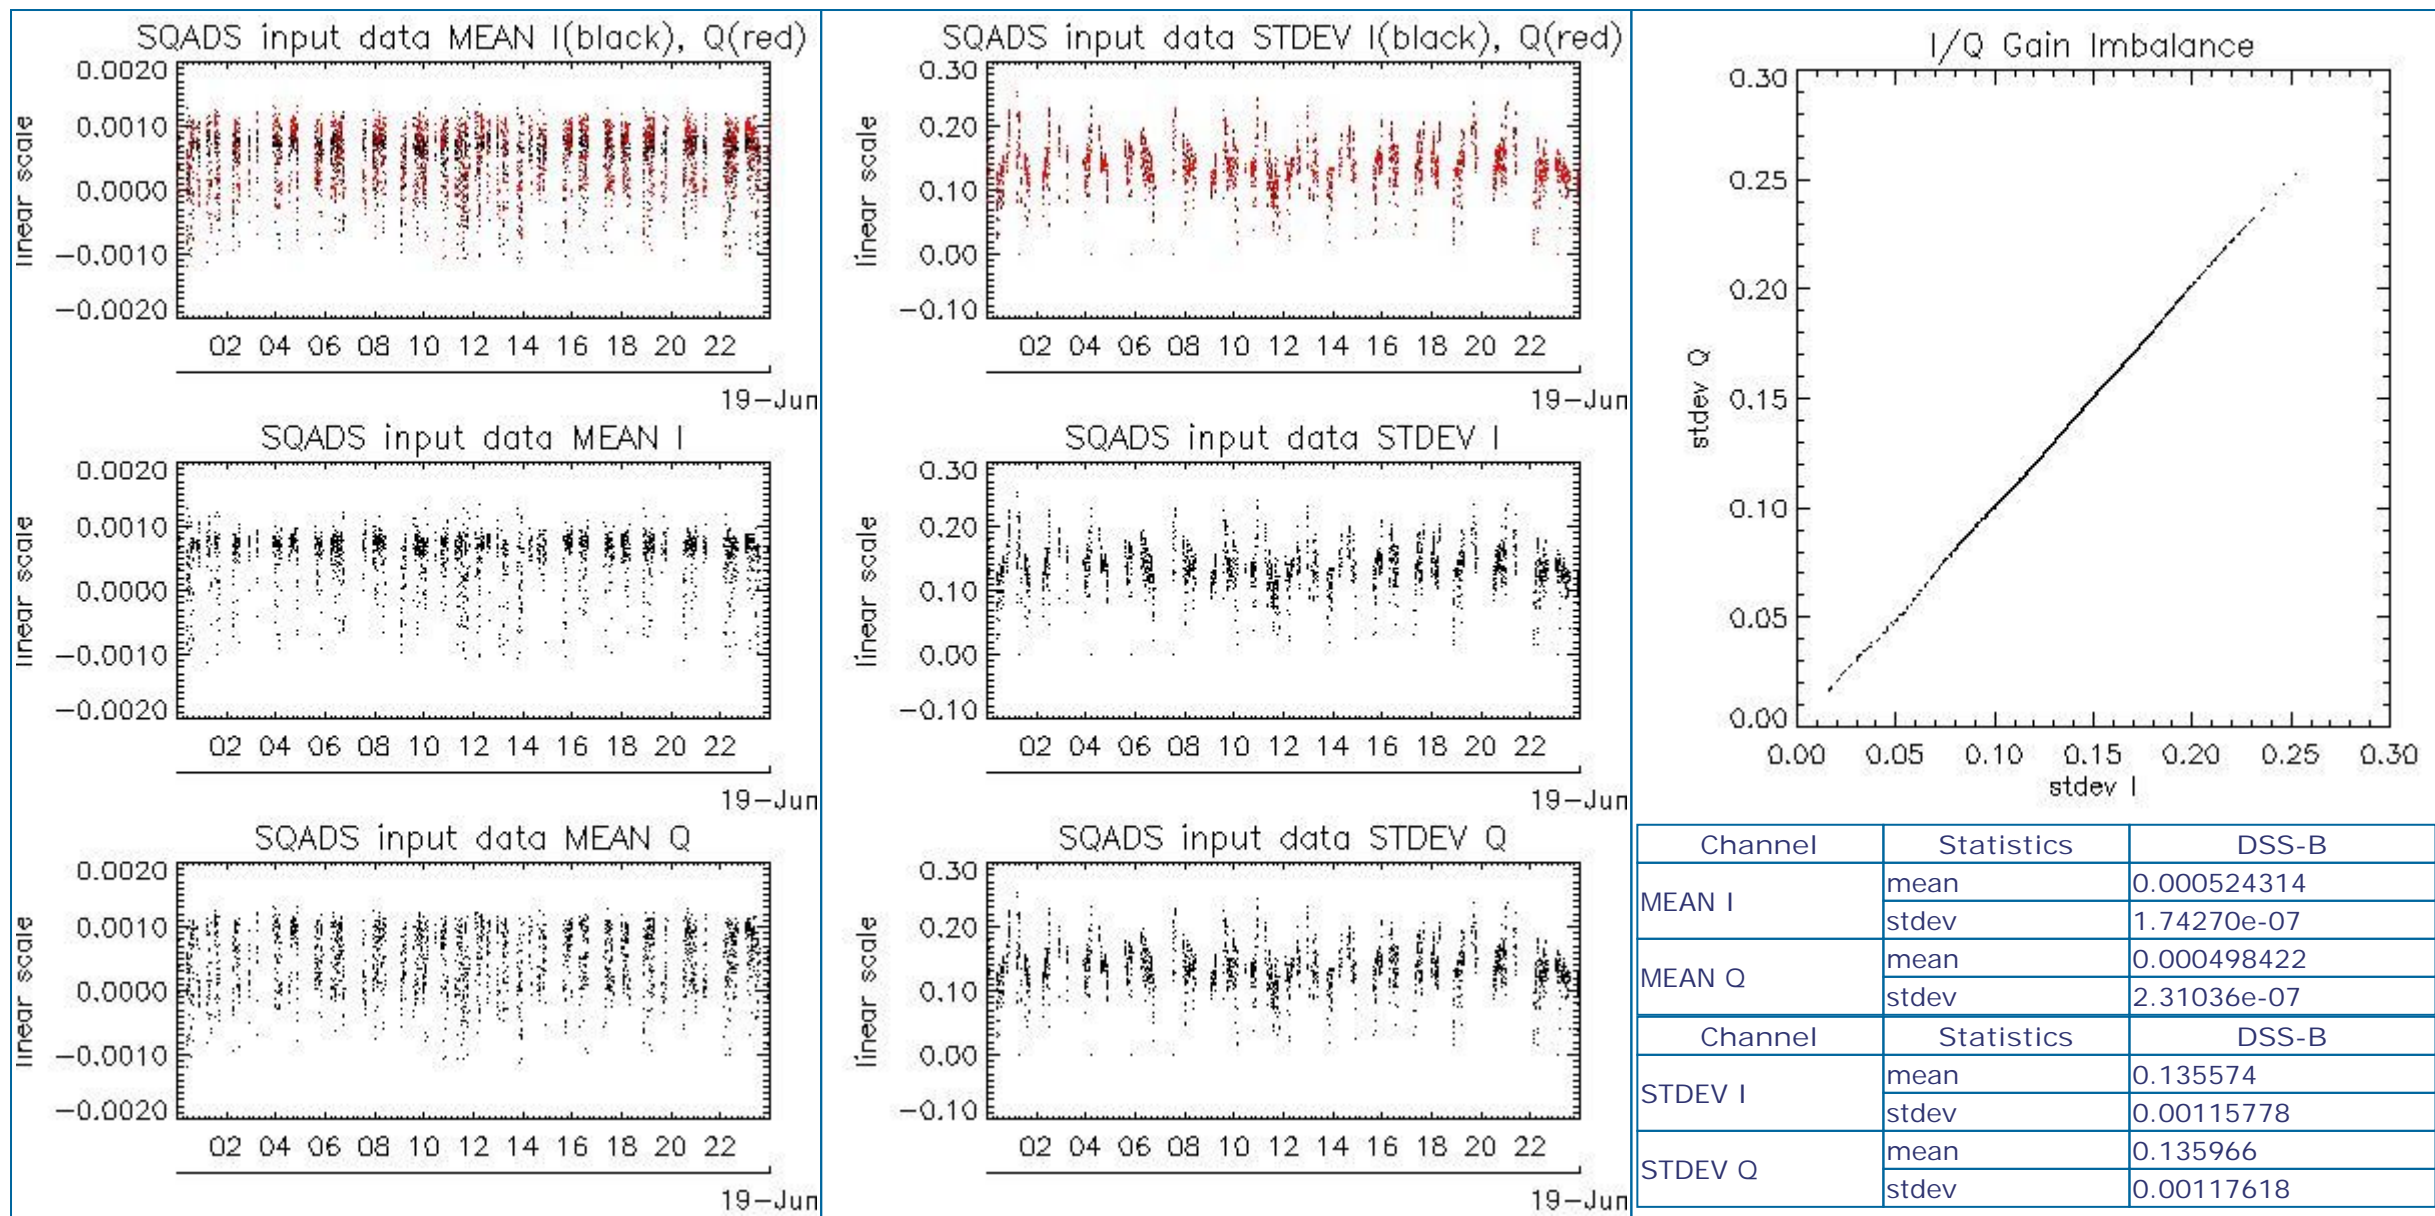 SQADS input data MEAN I(black), Q(red)
linear scale
0.0020
0.0010
0.0000
−0.0010
−0.0020
02 04 06 08 10 12 14 16 18 20 22
19−Jun
SQADS input data MEAN I
linear scale
0.0020
0.0010
0.0000
−0.0010
−0.0020
02 04 06 08 10 12 14 16 18 20 22
19−Jun
SQADS input data MEAN Q
linear scale
0.0020
0.0010
0.0000
−0.0010
−0.0020
02 04 06 08 10 12 14 16 18 20 22
19−Jun
SQADS input data STDEV I(black), Q(red)
linear scale
0.30
0.20
0.10
0.00
−0.10
02 04 06 08 10 12 14 16 18 20 22
19−Jun
SQADS input data STDEV I
linear scale
0.30
0.20
0.10
0.00
−0.10
02 04 06 08 10 12 14 16 18 20 22
19−Jun
SQADS input data STDEV Q
linear scale
0.30
0.20
0.10
0.00
−0.10
02 04 06 08 10 12 14 16 18 20 22
19−Jun
I/Q Gain Imbalance
stdev Q
0.30
0.25
0.20
0.15
0.10
0.05
0.00
0.00 0.05 0.10 0.15 0.20 0.25 0.30
stdev I
Channel Statistics DSS-B
MEAN I mean 0.000524314
stdev 1.74270e-07
MEAN Q mean 0.000498422
stdev 2.31036e-07
Channel Statistics DSS-B
STDEV I mean 0.135574
stdev 0.00115778
STDEV Q mean 0.135966
stdev 0.00117618